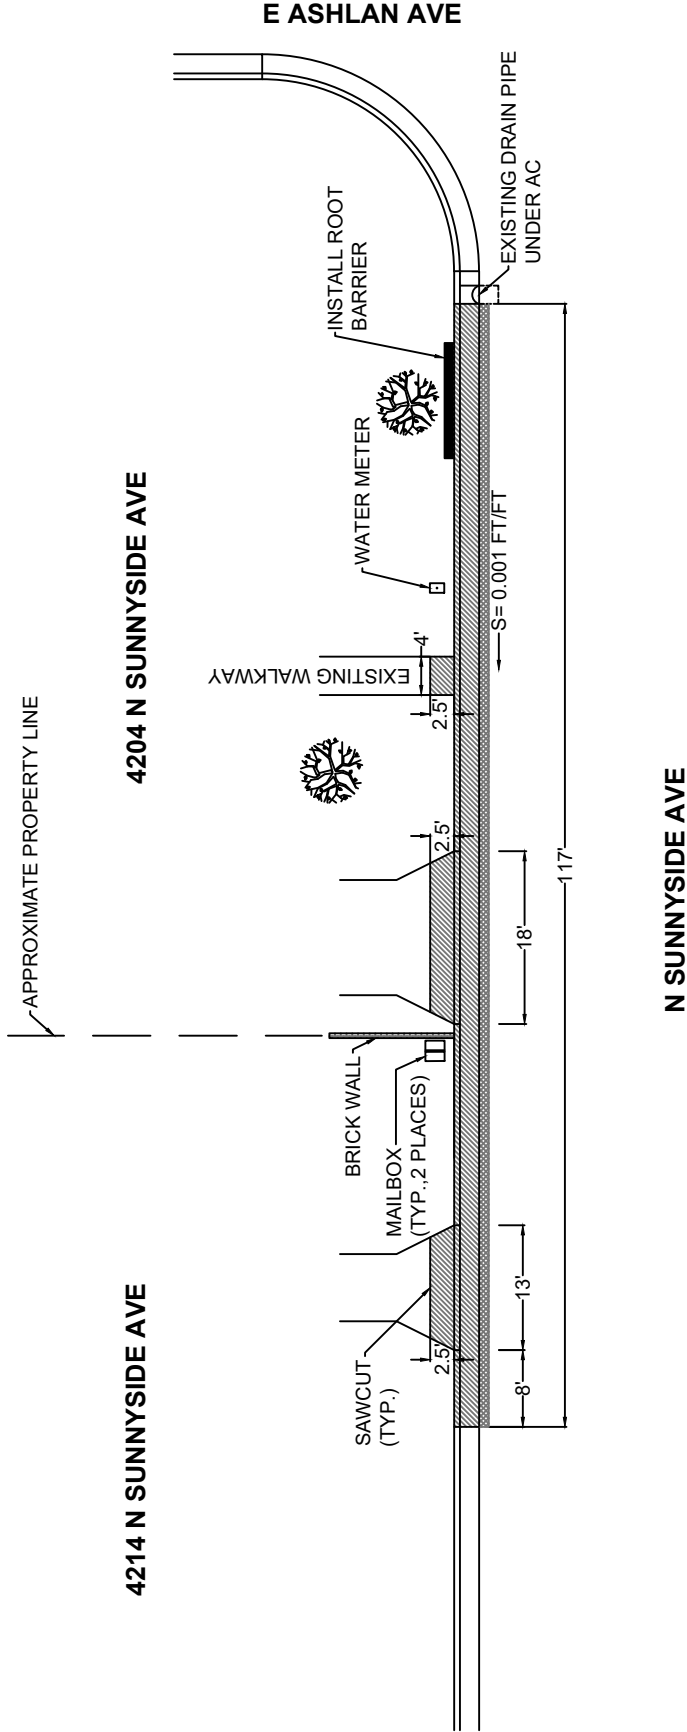 E ASHLAN AVE
EXISTING DRAIN PIPE
UNDER AC
INSTALL ROOT
BARRIER
WATER METER
4204 N SUNNYSIDE AVE
S= 0.001 FT/FT
4'
EXISTING WALKWAY
2.5'
APPROXIMATE PROPERTY LINE
2.5'
18'
117'
N SUNNYSIDE AVE
BRICK WALL
MAILBOX
(TYP.,2 PLACES)
13'
SAWCUT
(TYP.)
2.5'
8'
4214 N SUNNYSIDE AVE